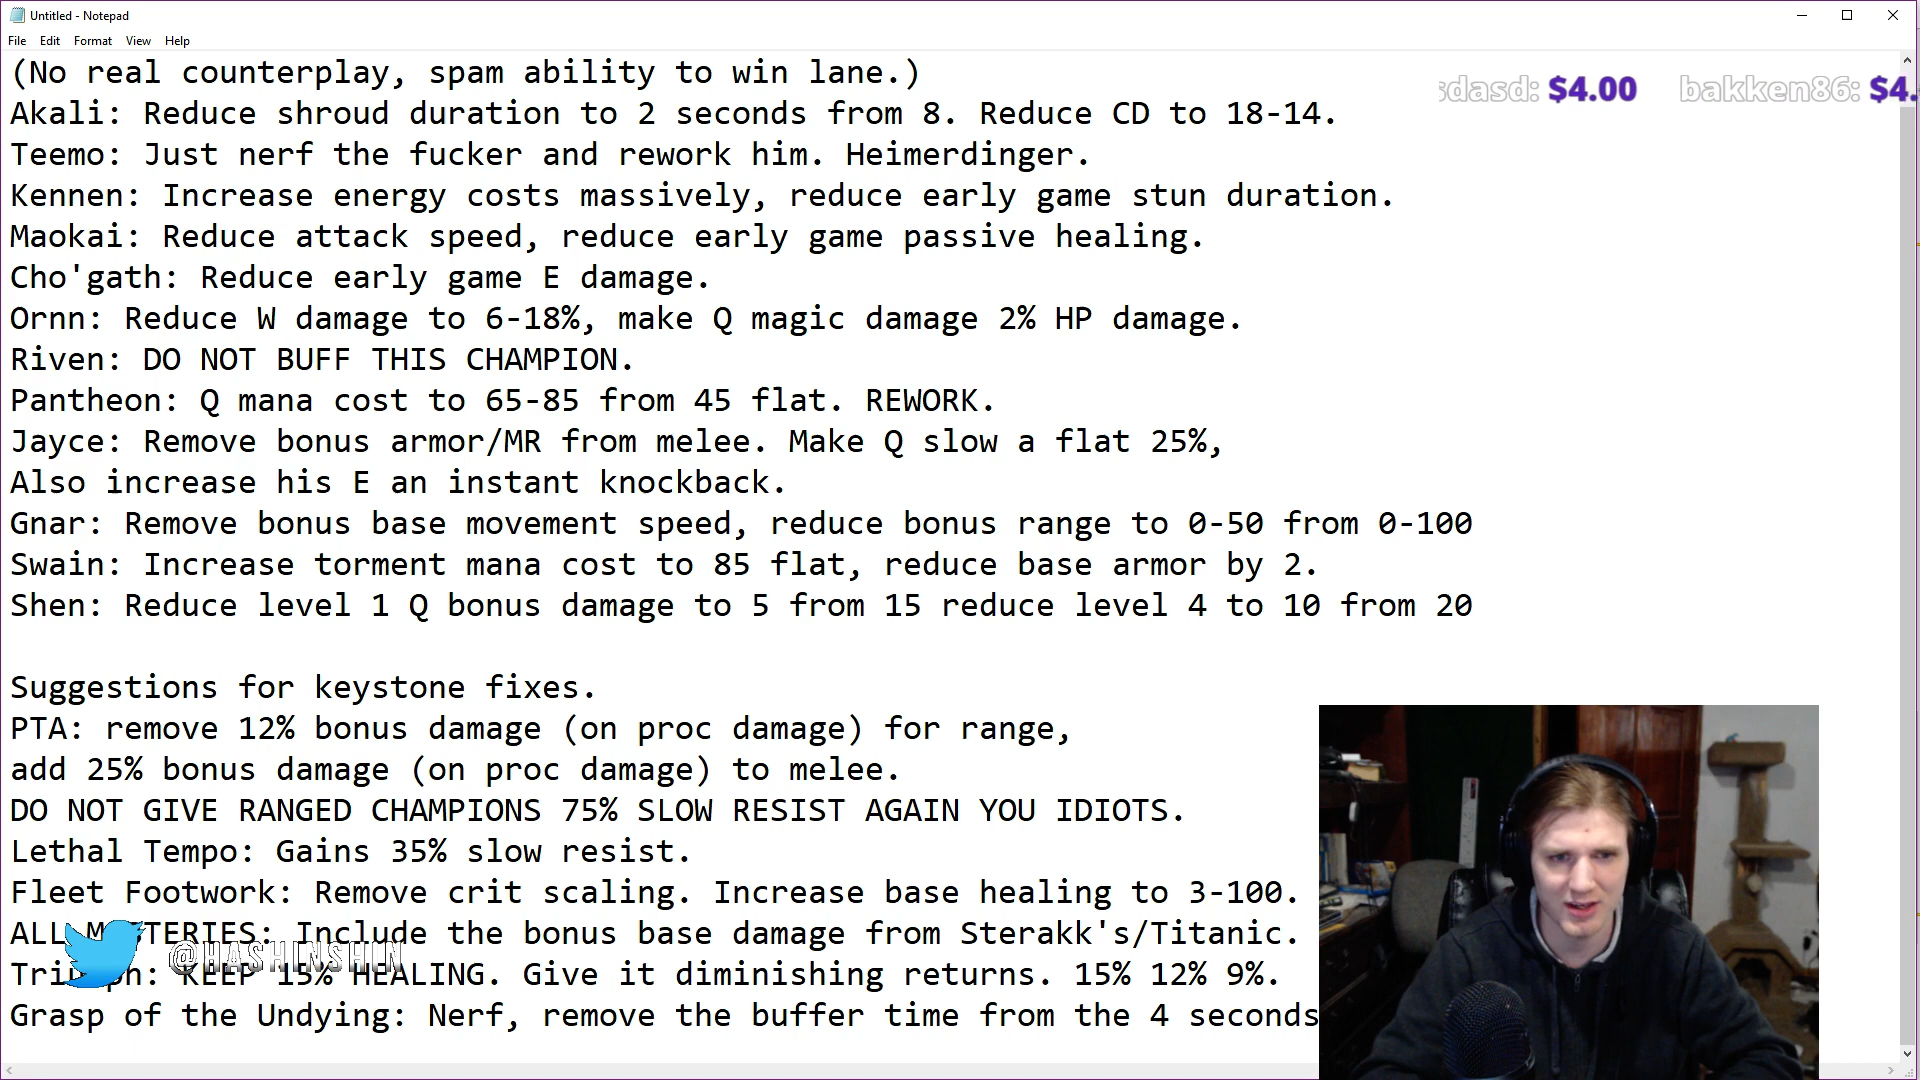 Untitled - Notepad
File Edit Format View Help
(No real counterplay, spam ability to win lane.)
sdasd: $4.00 bakken86: $4.
Akali: Reduce shroud duration to 2 seconds from 8. Reduce CD to 18-14.
Teemo: Just nerf the fucker and rework him. Heimerdinger.
Kennen: Increase energy costs massively, reduce early game stun duration.
Maokai: Reduce attack speed, reduce early game passive healing.
Cho'gath: Reduce early game E damage.
Ornn: Reduce W damage to 6-18%, make Q magic damage 2% HP damage.
Riven: DO NOT BUFF THIS CHAMPION.
Pantheon: Q mana cost to 65-85 from 45 flat. REWORK.
Jayce: Remove bonus armor/MR from melee. Make Q slow a flat 25%,
Also increase his E an instant knockback.
Gnar: Remove bonus base movement speed, reduce bonus range to 0-50 from 0-100
Swain: Increase torment mana cost to 85 flat, reduce base armor by 2.
Shen: Reduce level 1 Q bonus damage to 5 from 15 reduce level 4 to 10 from 20
Suggestions for keystone fixes.
PTA: remove 12% bonus damage (on proc damage) for range,
add 25% bonus damage (on proc damage) to melee.
DO NOT GIVE RANGED CHAMPIONS 75% SLOW RESIST AGAIN YOU IDIOTS.
Lethal Tempo: Gains 35% slow resist.
Fleet Footwork: Remove crit scaling. Increase base healing to 3-100.
ALL MASTERIES: Include the bonus base damage from Sterakk's/Titanic.
@HASHINSHIN
Triumph: KEEP 15% HEALING. Give it diminishing returns. 15% 12% 9%.
Grasp of the Undying: Nerf, remove the buffer time from the 4 seconds